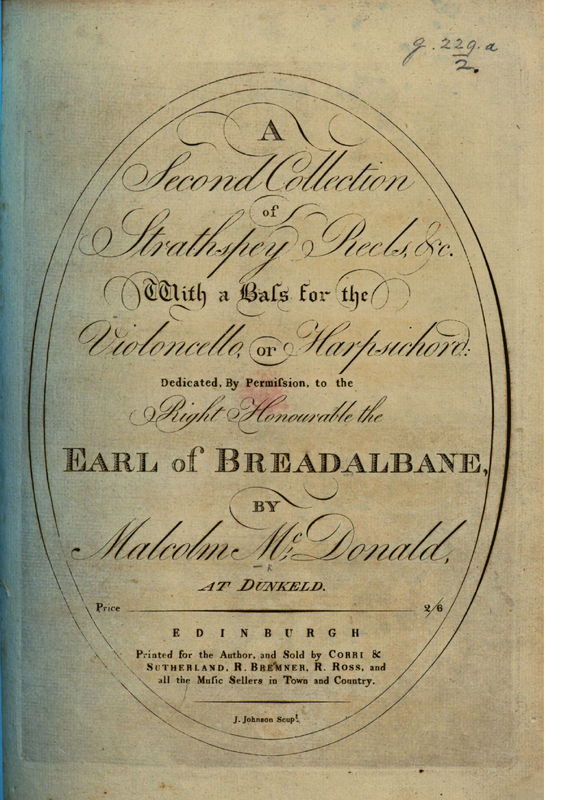 g. 229.a
2.
A
Second Collection
of
Strathspey Reels, &c.
With a Baſs for the
Violoncello, or Harpsichord:
Dedicated, By Permiſsion, to the
Right Honourable the
EARL of BREADALBANE,
BY
Malcolm Mc. Donald,
AT DUNKELD.
Price 2/6
EDINBURGH
Printed for the Author, and Sold by CORRI &
SUTHERLAND, R. BREMNER, R. ROSS, and
all the Muſic Sellers in Town and Country.
J. Johnson Sculpt.